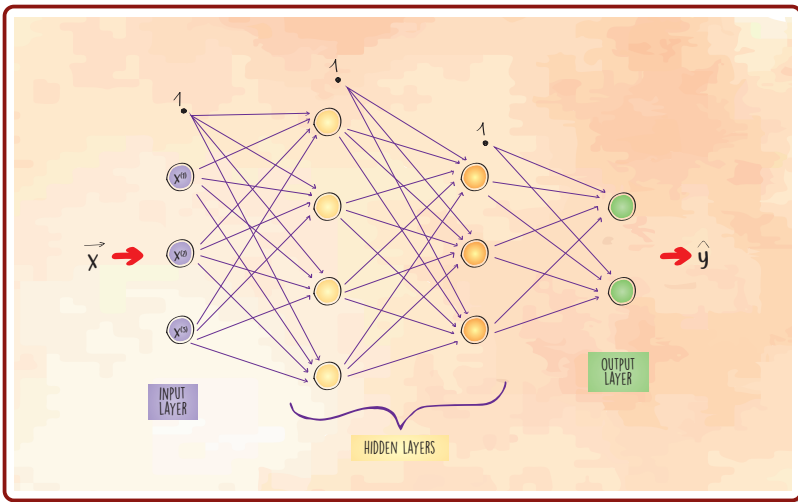 1
1
1
x⁽¹⁾
x⁽²⁾
x⃗
ŷ
x⁽³⁾
INPUT
LAYER
HIDDEN LAYERS
OUTPUT
LAYER